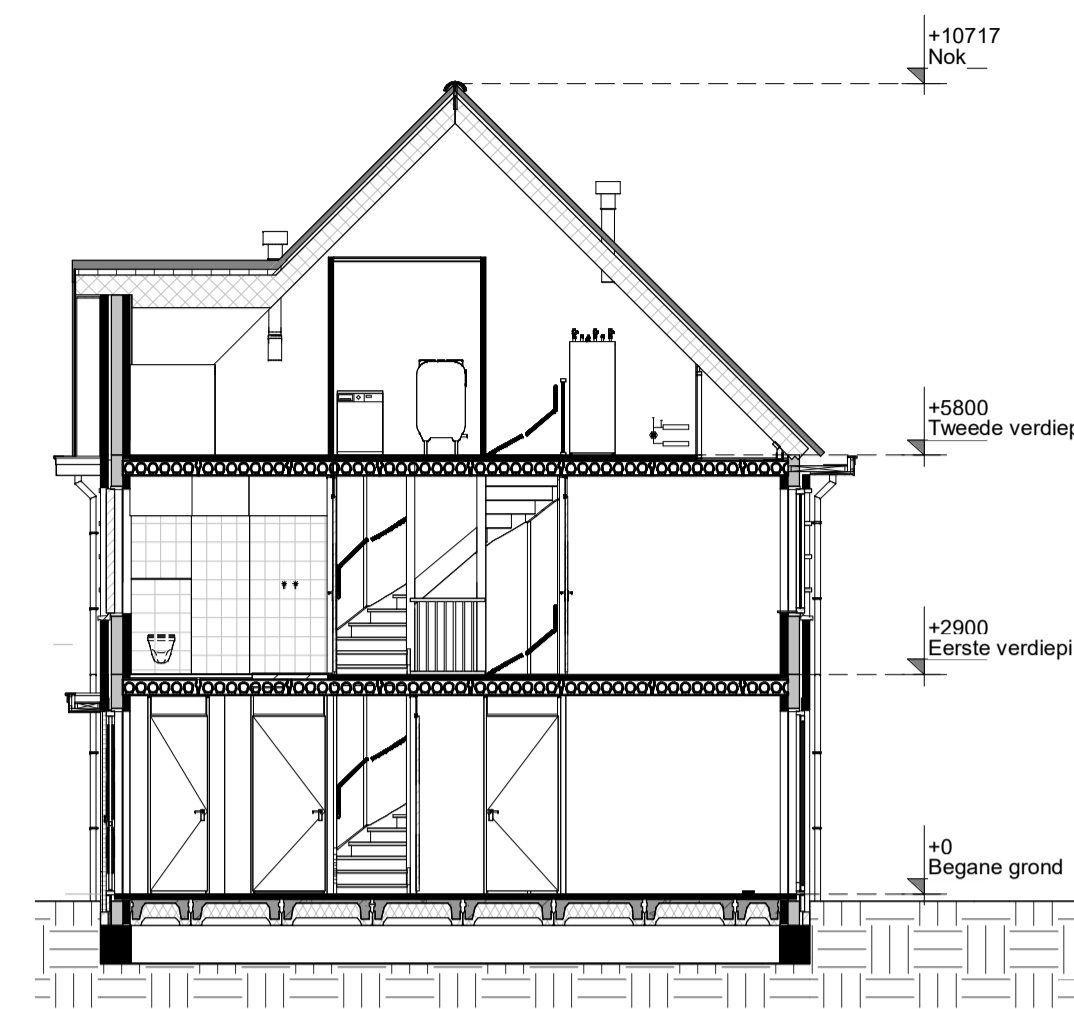 +10717
Nok
+5800
Tweede verdiep
+2900
Eerste verdiepi
+0
Begane grond